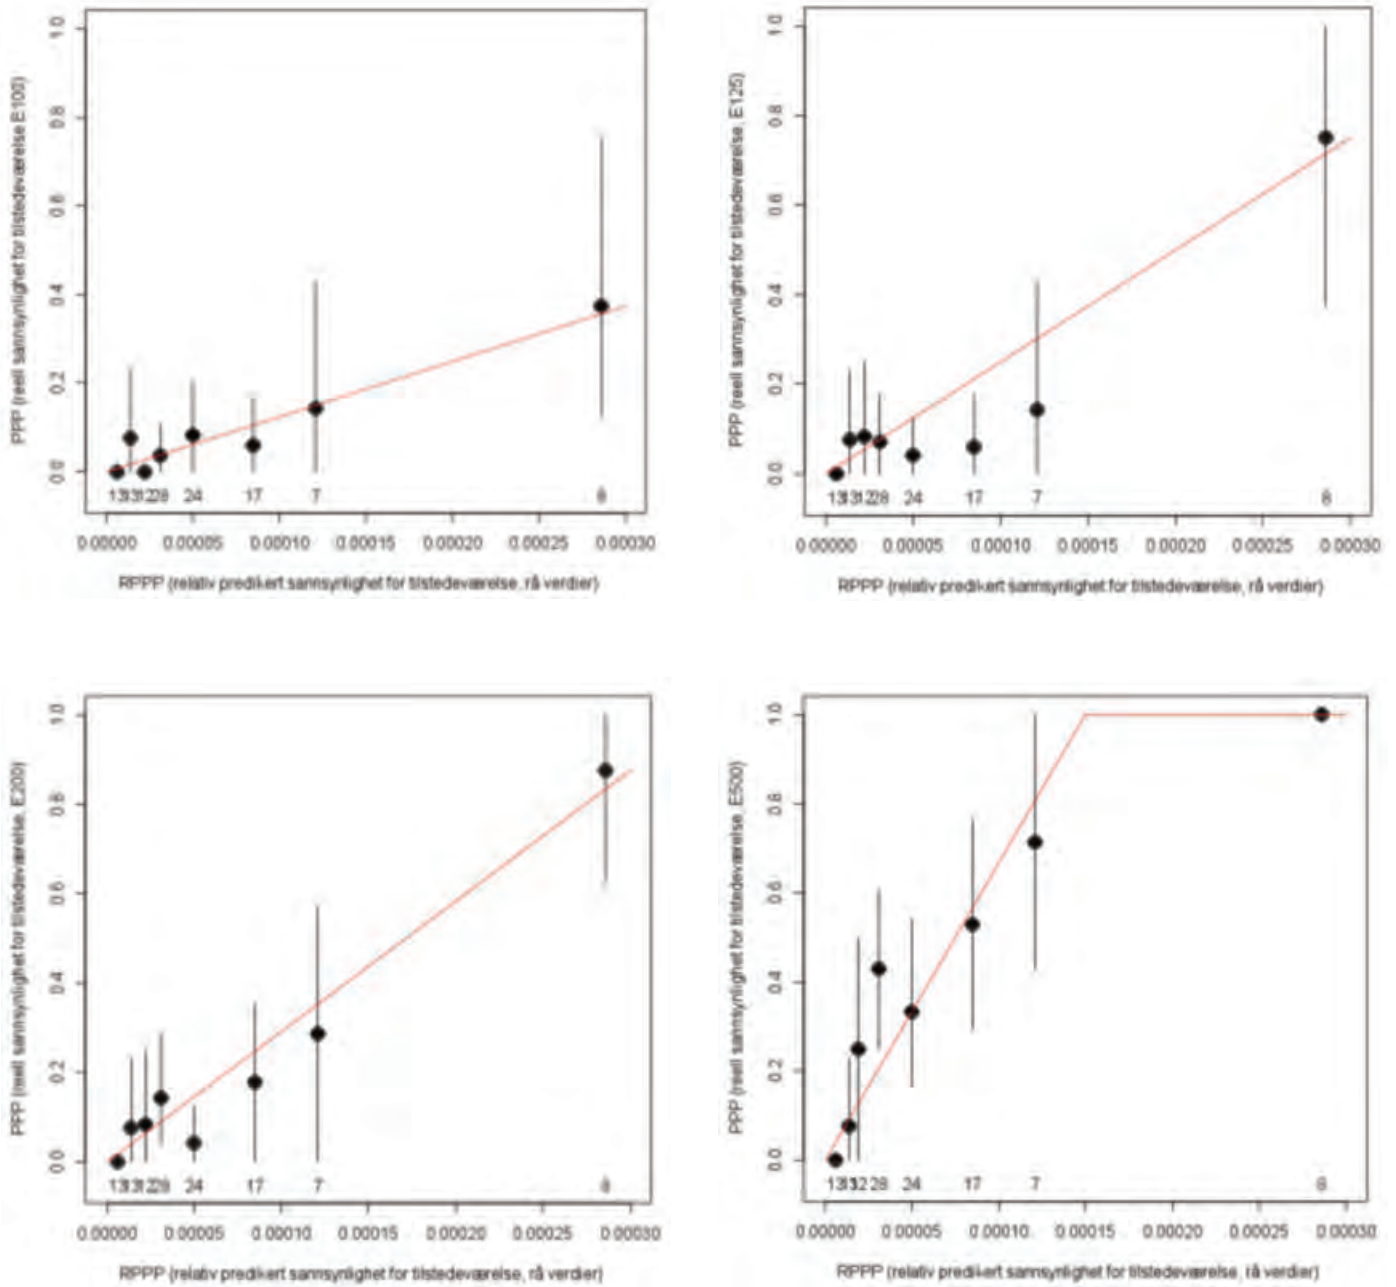 PPP (reell sannsynlighet for tilstedeværelse E100)
1.0
0.8
0.6
0.4
0.2
0.0
13 13 12 28 24 17 7 8
0.00000 0.00005 0.00010 0.00015 0.00020 0.00025 0.00030
RPPP (relativ predikert sannsynlighet for tilstedeværelse, rå verdier)
PPP (reell sannsynlighet for tilstedeværelse, E125)
1.0
0.8
0.6
0.4
0.2
0.0
13 13 12 28 24 17 7 8
0.00000 0.00005 0.00010 0.00015 0.00020 0.00025 0.00030
RPPP (relativ predikert sannsynlighet for tilstedeværelse, rå verdier)
PPP (reell sannsynlighet for tilstedeværelse, E200)
1.0
0.8
0.6
0.4
0.2
0.0
13 13 12 28 24 17 7 8
0.00000 0.00005 0.00010 0.00015 0.00020 0.00025 0.00030
RPPP (relativ predikert sannsynlighet for tilstedeværelse, rå verdier)
PPP (reell sannsynlighet for tilstedeværelse, E500)
1.0
0.8
0.6
0.4
0.2
0.0
13 13 12 28 24 17 7 8
0.00000 0.00005 0.00010 0.00015 0.00020 0.00025 0.00030
RPPP (relativ predikert sannsynlighet for tilstedeværelse, rå verdier)